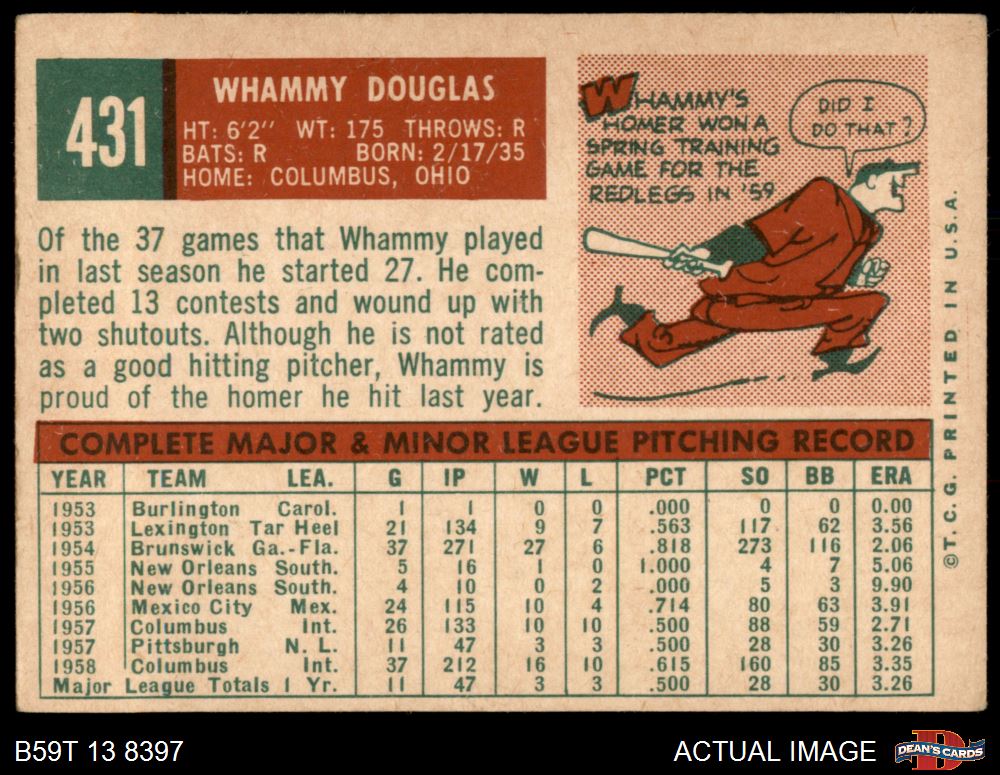 431
WHAMMY DOUGLAS
HT: 6'2" WT: 175 THROWS: R
BATS: R BORN: 2/17/35
HOME: COLUMBUS, OHIO
WHAMMY'S
HOMER WON A
SPRING TRAINING
GAME FOR THE
REDLEGS IN '59
DID I
DO THAT?
Of the 37 games that Whammy played
in last season he started 27. He com-
pleted 13 contests and wound up with
two shutouts. Although he is not rated
as a good hitting pitcher, Whammy is
proud of the homer he hit last year.
©T. C. G. PRINTED IN U.S.A.
COMPLETE MAJOR & MINOR LEAGUE PITCHING RECORD
YEAR TEAM LEA. G IP W L PCT SO BB ERA
1953 Burlington Carol. 1 1 0 0 .000 0 0 0.00
1953 Lexington Tar Heel 21 134 9 7 .563 117 62 3.56
1954 Brunswick Ga.-Fla. 37 271 27 6 .818 273 116 2.06
1955 New Orleans South. 5 16 1 0 1.000 4 7 5.06
1956 New Orleans South. 4 10 0 2 .000 5 3 9.90
1956 Mexico City Mex. 24 115 10 4 .714 80 63 3.91
1957 Columbus Int. 26 133 10 10 .500 88 59 2.71
1957 Pittsburgh N. L. 11 47 3 3 .500 28 30 3.26
1958 Columbus Int. 37 212 16 10 .615 160 85 3.35
Major League Totals 1 Yr. 11 47 3 3 .500 28 30 3.26
B59T 13 8397
ACTUAL IMAGE
D
DEAN'S CARDS